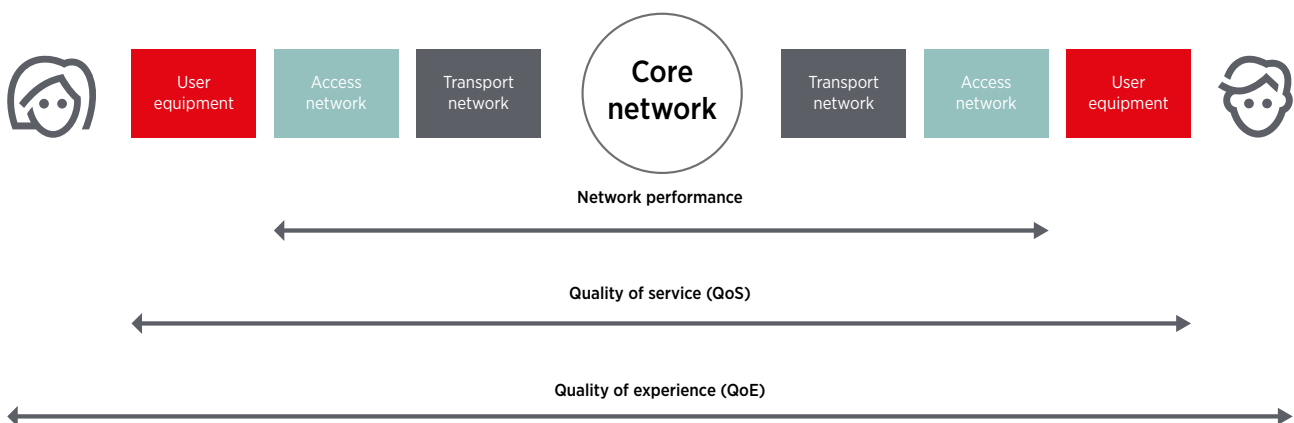 User
equipment
Access
network
Transport
network
Core
network
Transport
network
Access
network
User
equipment
Network performance
Quality of service (QoS)
Quality of experience (QoE)